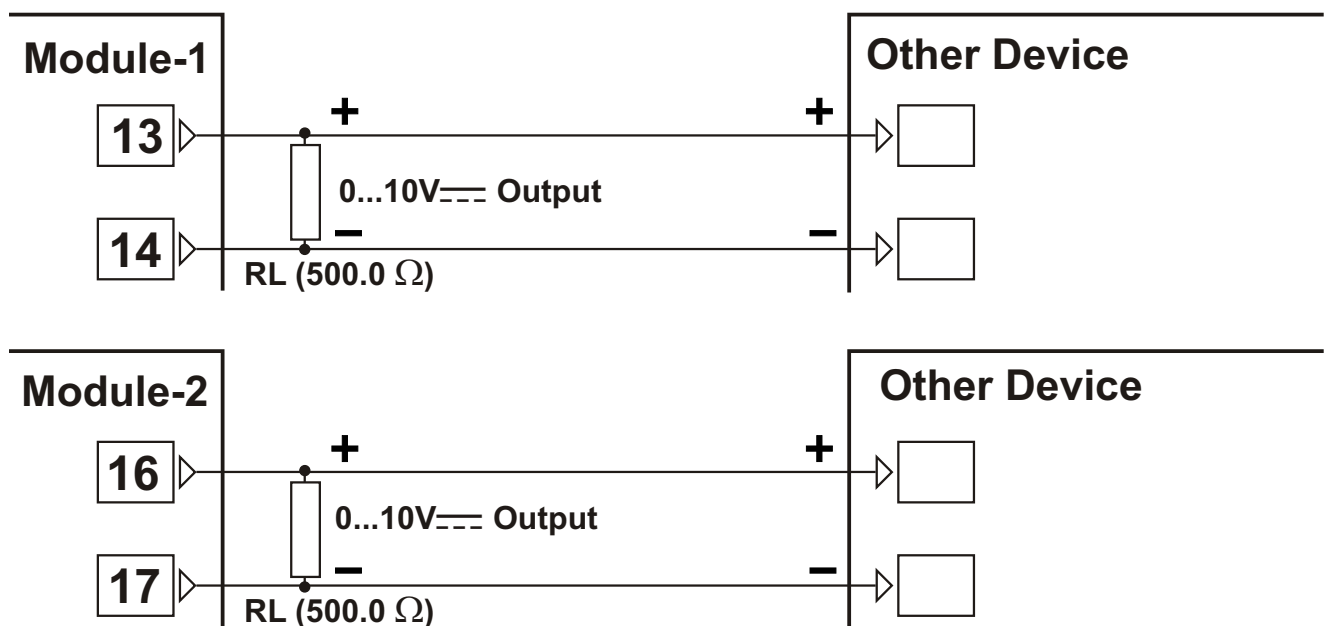 Module-1
Other Device
13
+
+
0...10V⎓ Output
14
−
−
RL (500.0 Ω)
Module-2
Other Device
16
+
+
0...10V⎓ Output
17
−
−
RL (500.0 Ω)